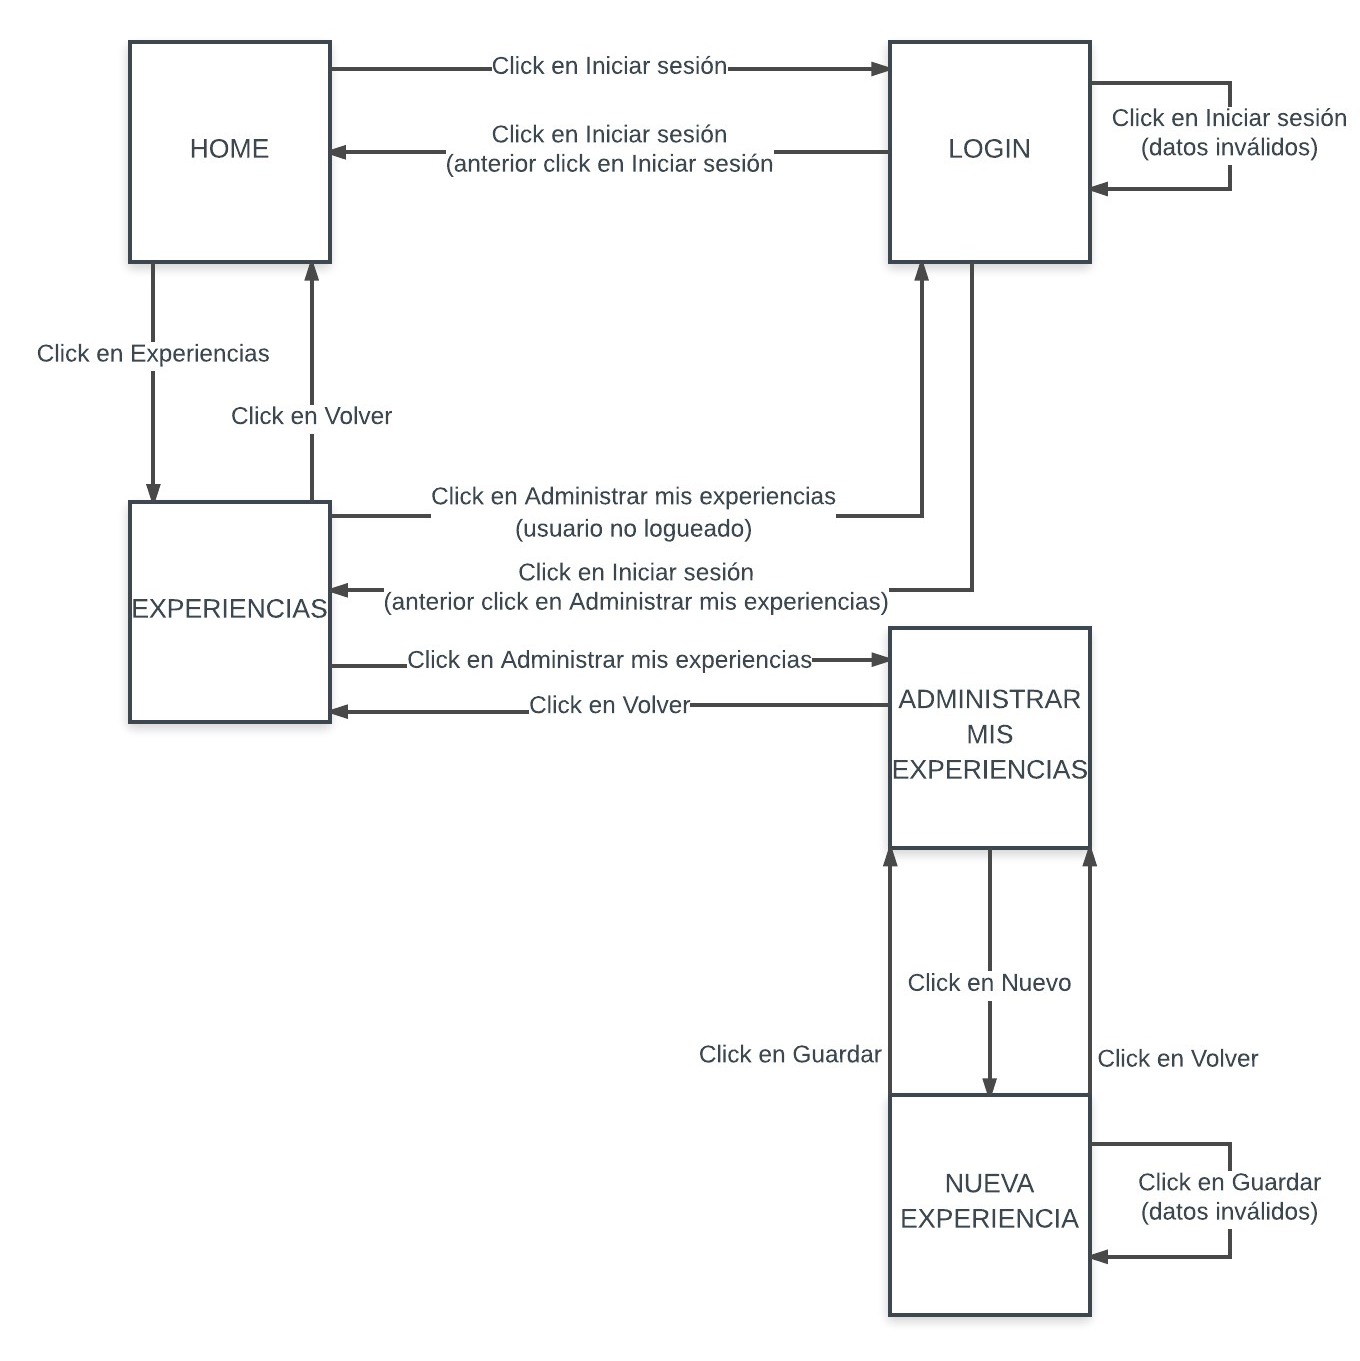 HOME
Click en Iniciar sesión
LOGIN
Click en Iniciar sesión
(anterior click en Iniciar sesión
Click en Iniciar sesión
(datos inválidos)
Click en Experiencias
Click en Volver
Click en Administrar mis experiencias
(usuario no logueado)
Click en Iniciar sesión
(anterior click en Administrar mis experiencias)
EXPERIENCIAS
Click en Administrar mis experiencias
Click en Volver
ADMINISTRAR
MIS
EXPERIENCIAS
Click en Nuevo
Click en Guardar
Click en Volver
NUEVA
EXPERIENCIA
Click en Guardar
(datos inválidos)